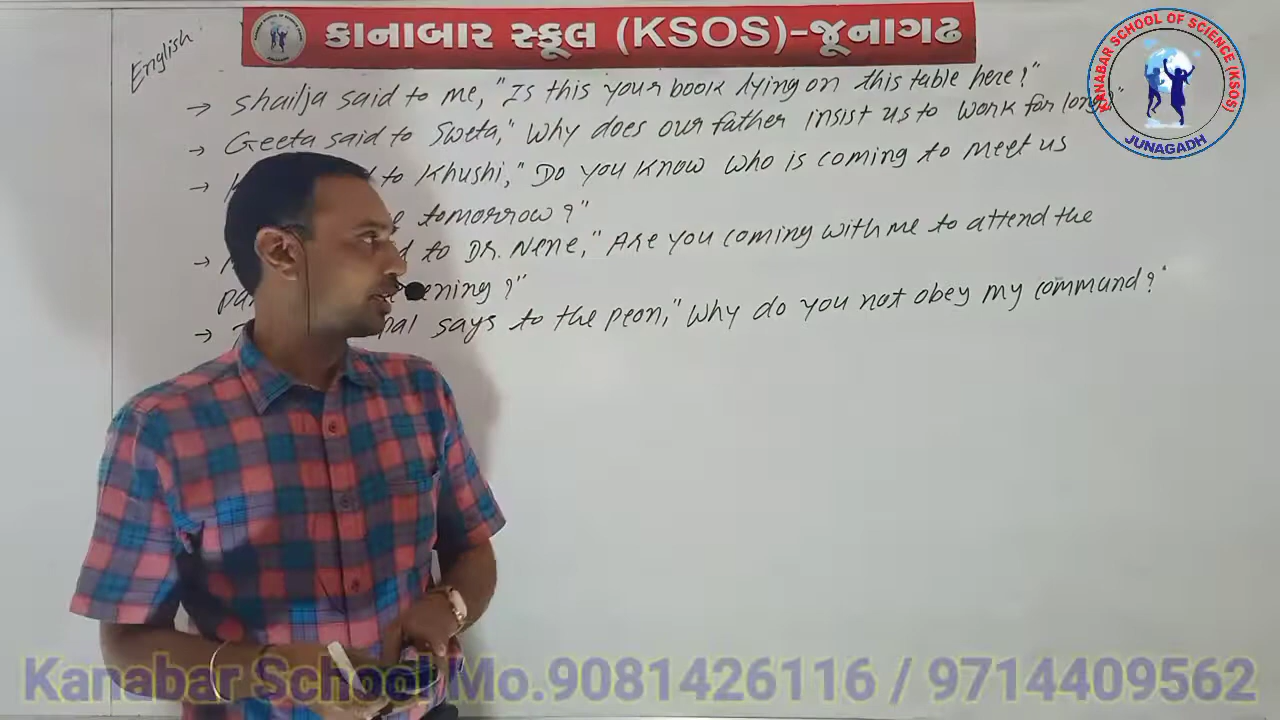 કાનાબાર સ્કૂલ (KSOS)-જૂનાગઢ
KANABAR SCHOOL OF SCIENCE (KSOS)
JUNAGADH
English
→ Shailja said to me, "Is this your book lying on this table here?"
→ Geeta said to Sweta, "Why does our father insist us to work for long?"
→ to Khushi, "Do you know who is coming to meet us
tomorrow?"
→ to Dr. Nene, "Are you coming with me to attend the
evening?"
→ says to the peon, "Why do you not obey my command?"
Kanabar School Mo.9081426116 / 9714409562